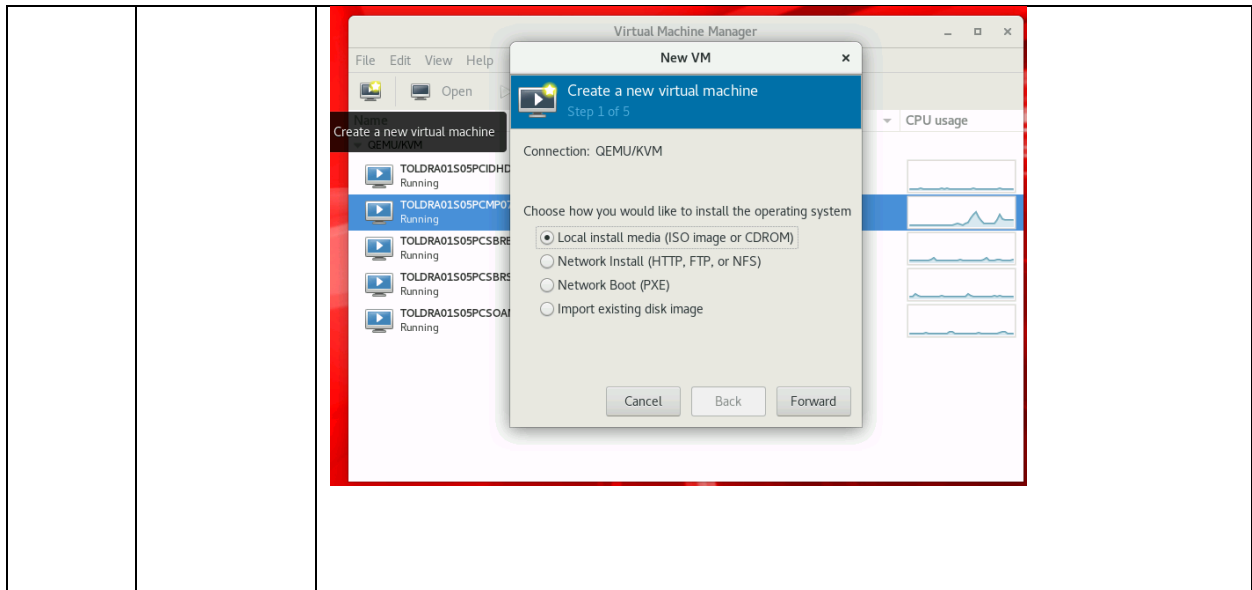 Virtual Machine Manager
File Edit View Help
New VM
Open
Create a new virtual machine
Step 1 of 5
Name
CPU usage
Create a new virtual machine
QEMU/KVM
Connection: QEMU/KVM
TOLDRA01S05PCIDHD
Running
TOLDRA01S05PCMP07
Running
TOLDRA01S05PCSBRE
Running
TOLDRA01S05PCSBRS
Running
TOLDRA01S05PCSOA
Running
Choose how you would like to install the operating system
Local install media (ISO image or CDROM)
Network Install (HTTP, FTP, or NFS)
Network Boot (PXE)
Import existing disk image
Cancel Back Forward